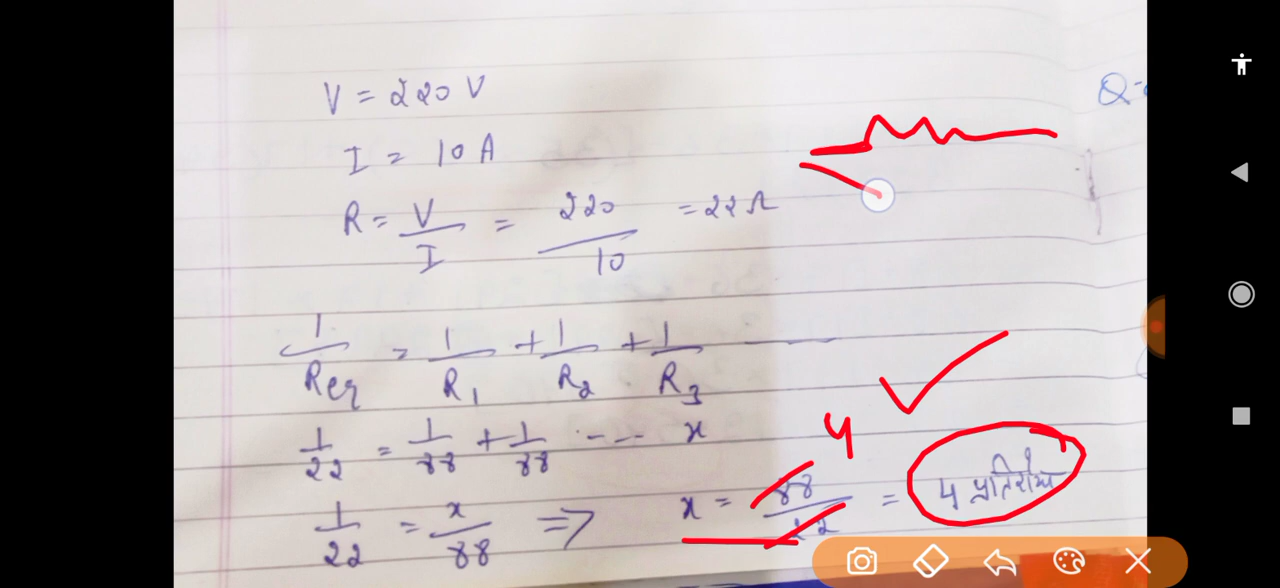 V = 220 V
I = 10 A
R = V/I = 220/10 = 22 Ω
1/Req = 1/R1 + 1/R2 + 1/R3 ——
1/22 = 1/88 + 1/88 --- x
4
1/22 = x/88 => x = 88/22 = 4 प्रतिरोध
Q